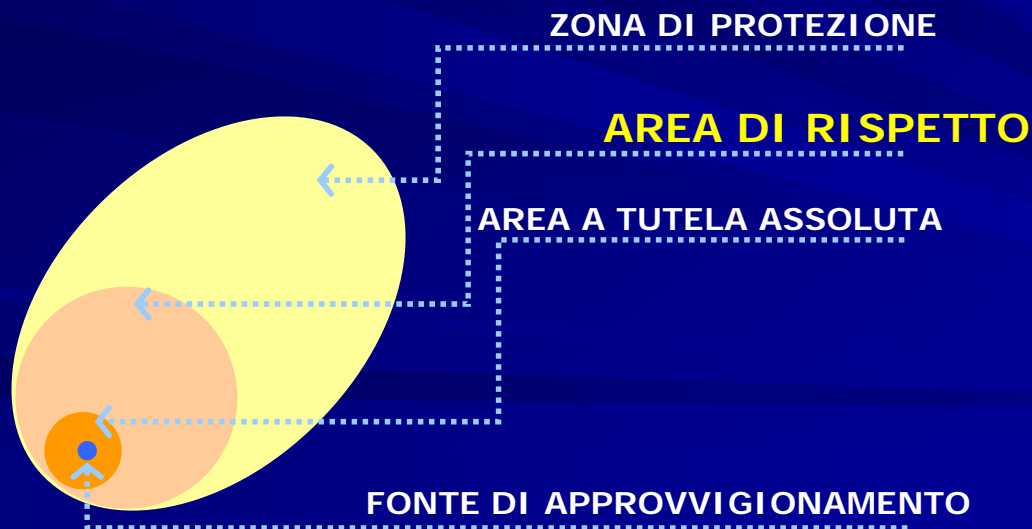 ZONA DI PROTEZIONE
AREA DI RISPETTO
AREA A TUTELA ASSOLUTA
FONTE DI APPROVVIGIONAMENTO